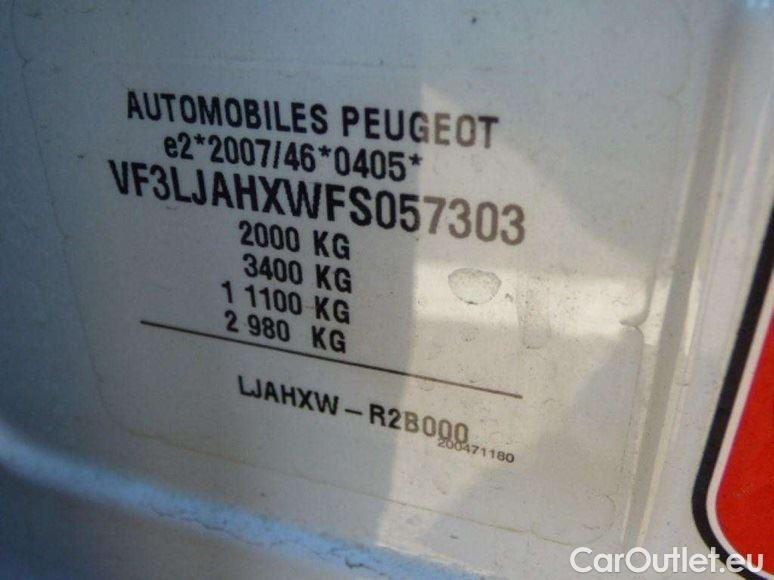 AUTOMOBILES PEUGEOT
e2*2007/46*0405*
VF3LJAHXWFS057303
2000 KG
3400 KG
1 1100 KG
2 980 KG
LJAHXW-R2B000
200471180
CarOutlet.eu